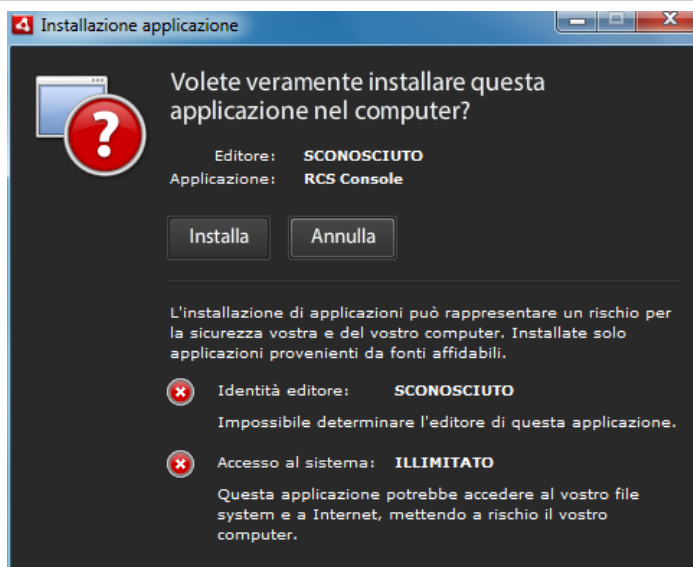 Installazione applicazione
Volete veramente installare questa
applicazione nel computer?
Editore: SCONOSCIUTO
Applicazione: RCS Console
Installa Annulla
L'installazione di applicazioni può rappresentare un rischio per
la sicurezza vostra e del vostro computer. Installate solo
applicazioni provenienti da fonti affidabili.
Identità editore: SCONOSCIUTO
Impossibile determinare l'editore di questa applicazione.
Accesso al sistema: ILLIMITATO
Questa applicazione potrebbe accedere al vostro file
system e a Internet, mettendo a rischio il vostro
computer.